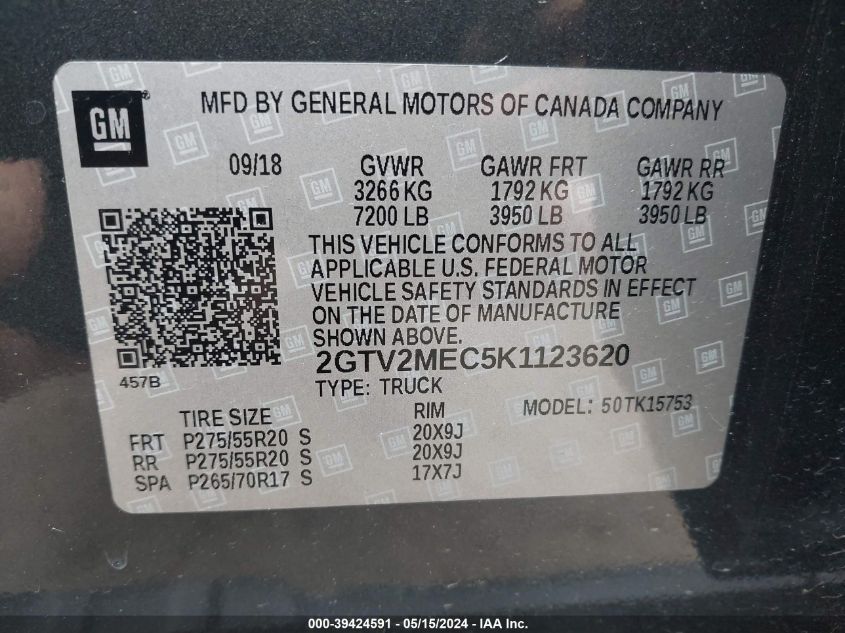 GM
MFD BY GENERAL MOTORS OF CANADA COMPANY
09/18 GVWR GAWR FRT GAWR RR
3266 KG 1792 KG 1792 KG
7200 LB 3950 LB 3950 LB
THIS VEHICLE CONFORMS TO ALL
APPLICABLE U.S. FEDERAL MOTOR
VEHICLE SAFETY STANDARDS IN EFFECT
ON THE DATE OF MANUFACTURE
SHOWN ABOVE.
2GTV2MEC5K1123620
457B
TYPE: TRUCK
TIRE SIZE RIM MODEL: 50TK15753
FRT P275/55R20 S 20X9J
RR P275/55R20 S 20X9J
SPA P265/70R17 S 17X7J
000-39424591 - 05/15/2024 - IAA Inc.